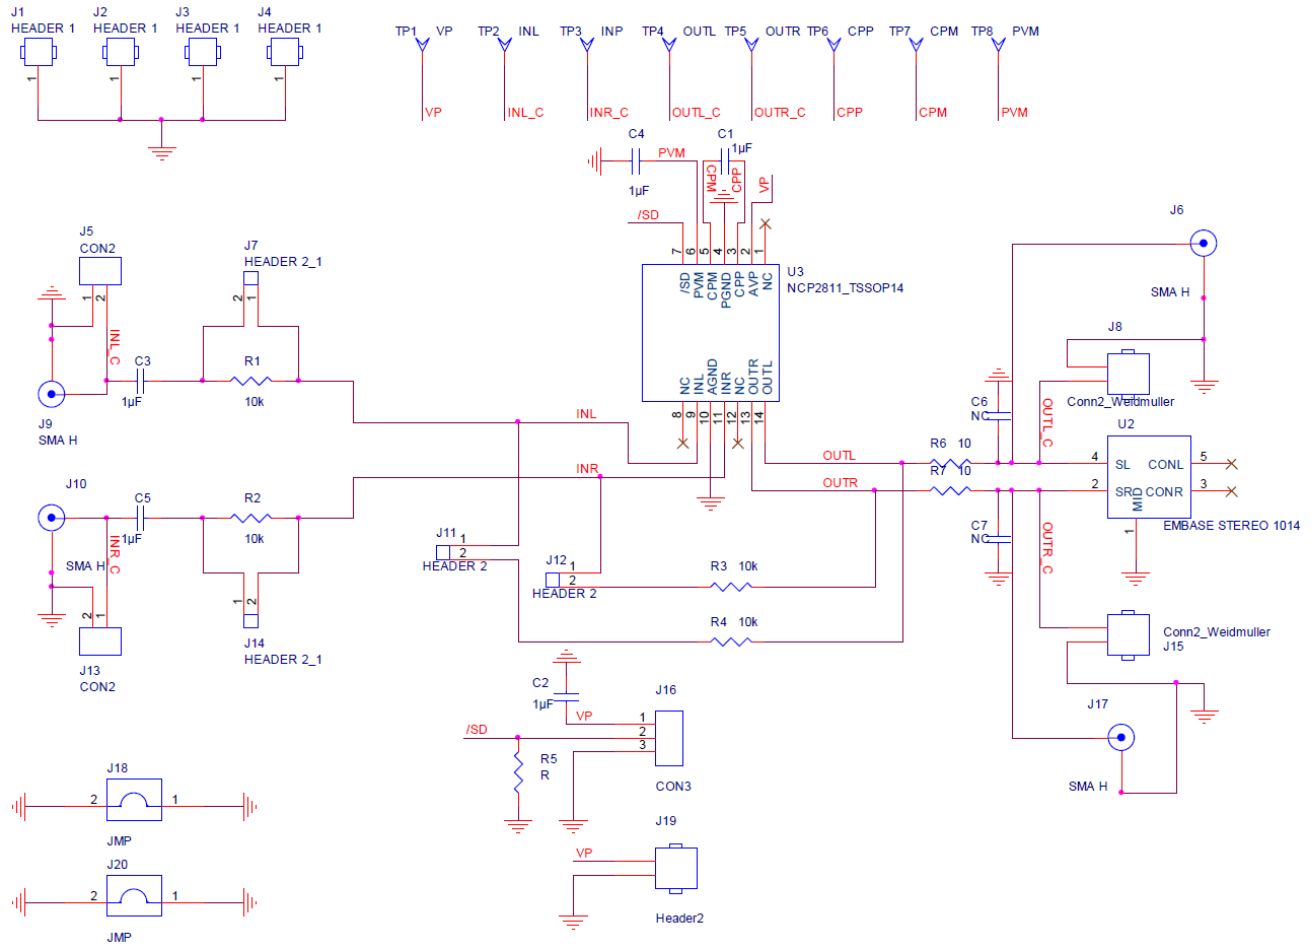 J1
HEADER 1
J2
HEADER 1
J3
HEADER 1
J4
HEADER 1
1
1
1
1
TP1 VP
TP2 INL
TP3 INP
TP4 OUTL
TP5 OUTR
TP6 CPP
TP7 CPM
TP8 PVM
VP
INL_C
INR_C
OUTL_C
OUTR_C
CPP
CPM
PVM
C4
1µF
PVM
C1
1µF
CPM
CPP
VP
/SD
7
6
5
4
3
2
1
/SD
PVM
CPM
PGND
CPP
AVP
NC
U3
NCP2811_TSSOP14
NC
INL
AGND
INR
NC
OUTR
OUTL
8
9
10
11
12
13
14
J5
CON2
1
2
INL_C
J7
HEADER 2_1
2
1
C3
1µF
R1
10k
J9
SMA H
INL
J10
SMA H
C5
1µF
INR_C
R2
10k
INR
2
1
J13
CON2
1
2
J14
HEADER 2_1
J11
1
2
HEADER 2
J12
1
2
HEADER 2
R3 10k
R4 10k
OUTL
OUTR
R6 10
R7 10
J6
SMA H
J8
Conn2_Weidmuller
C6
NC
OUTL_C
U2
4
SL
CONL
5
2
SR
CONR
3
MID
1
EMBASE STEREO 1014
C7
NC
OUTR_C
Conn2_Weidmuller
J15
J17
SMA H
C2
1µF
VP
J16
1
2
3
CON3
/SD
R5
R
J18
2
1
JMP
J19
VP
Header2
J20
2
1
JMP